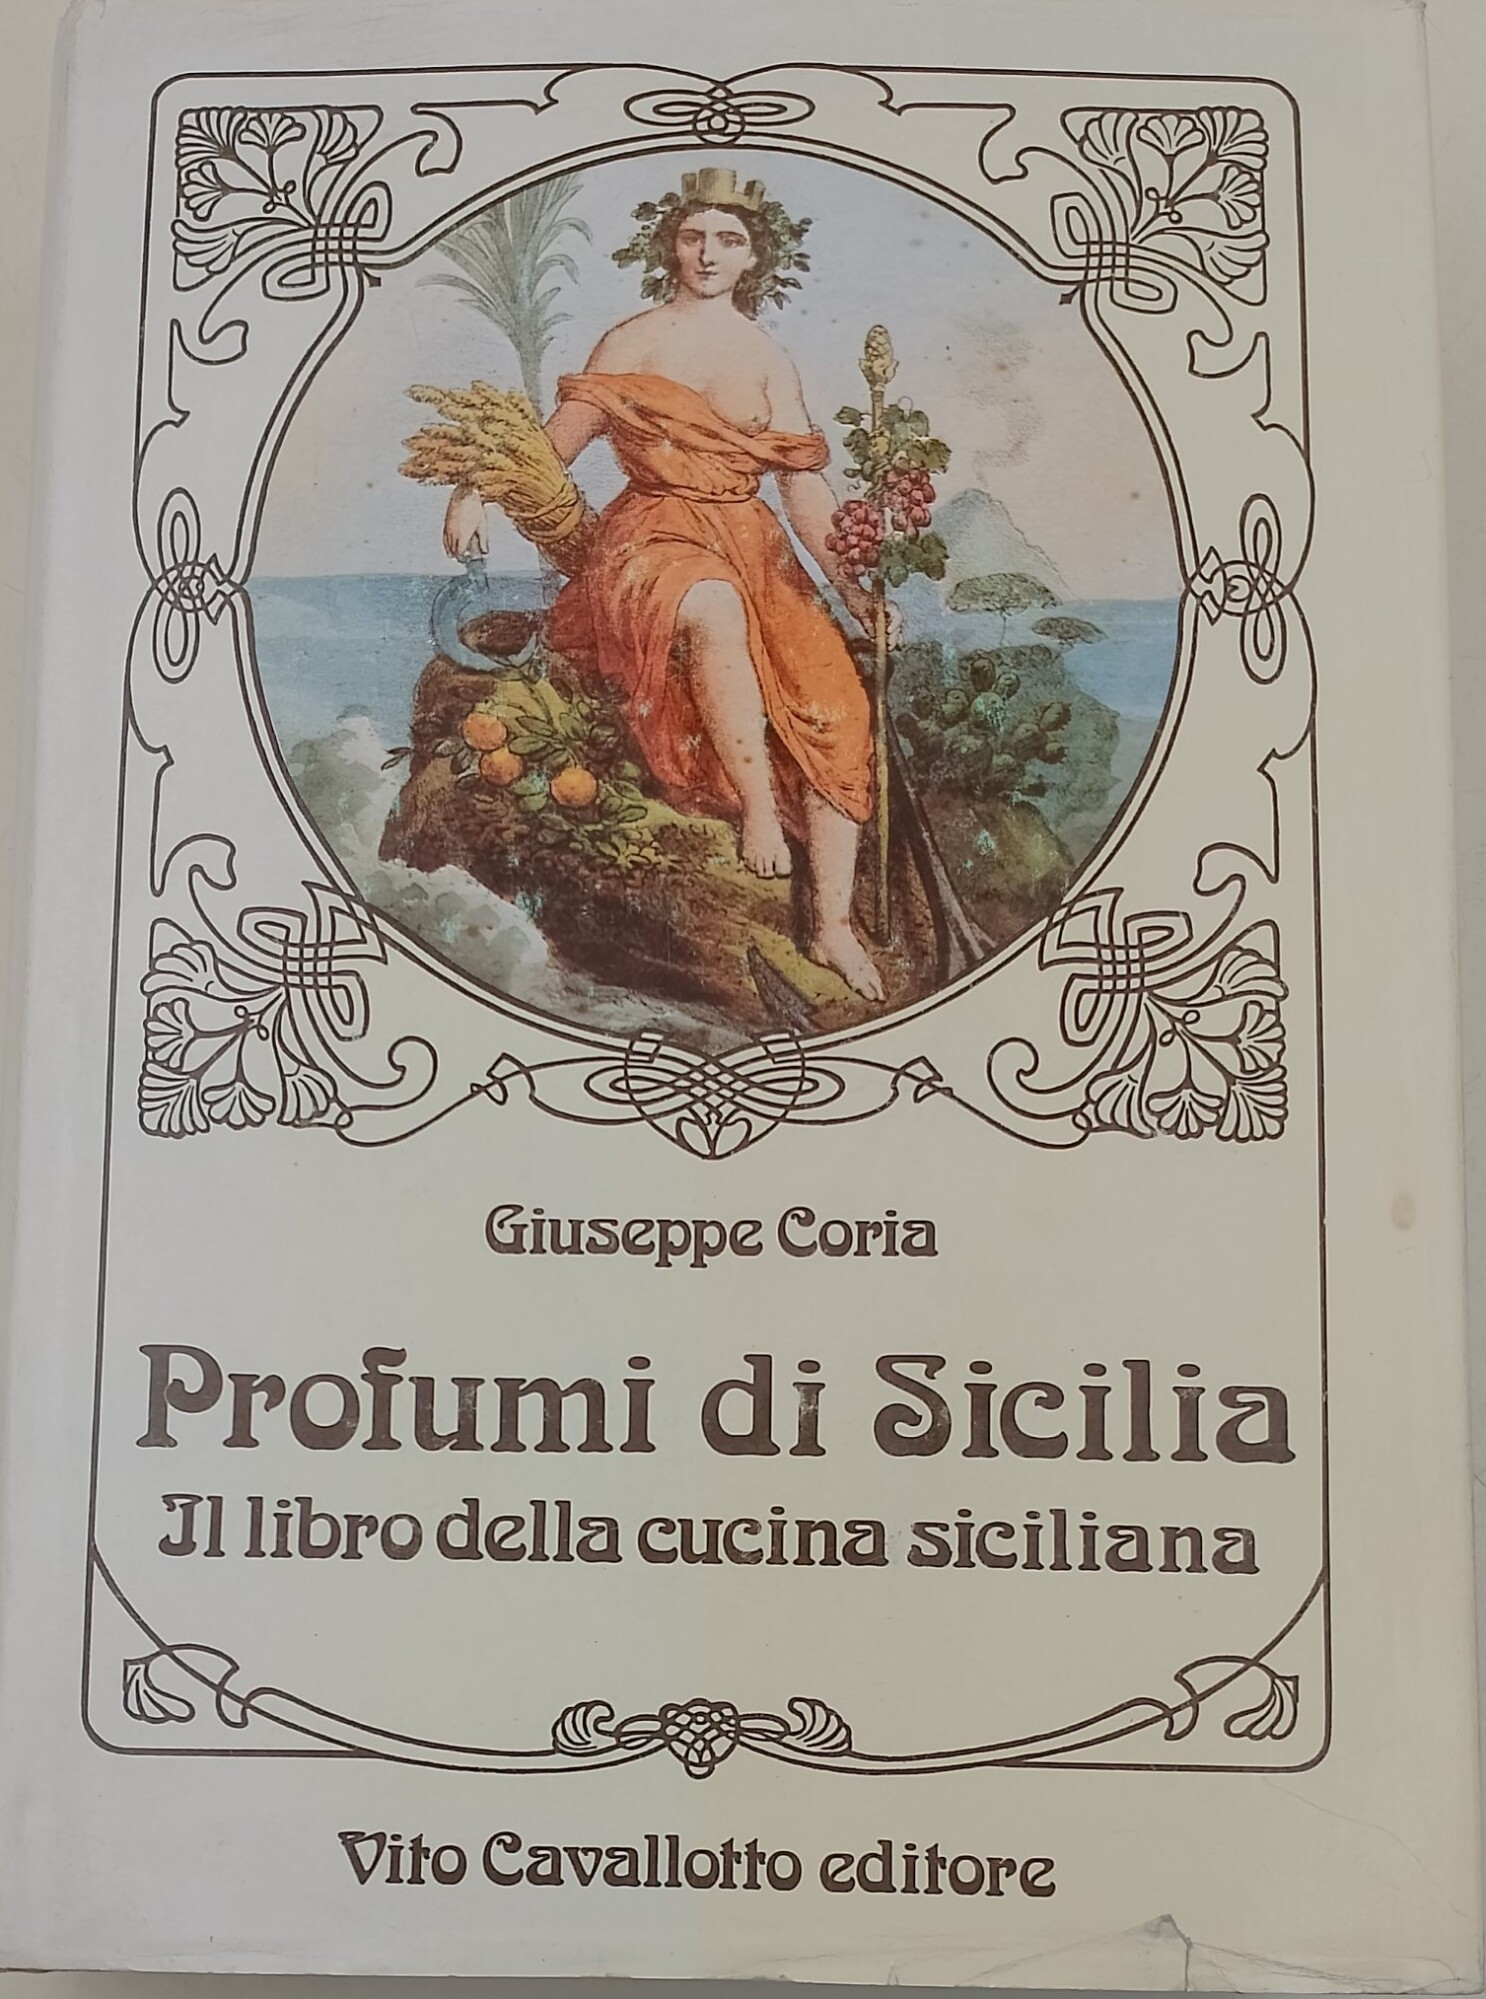 Giuseppe Coria
Profumi di Sicilia
Il libro della cucina siciliana
Vito Cavallotto editore